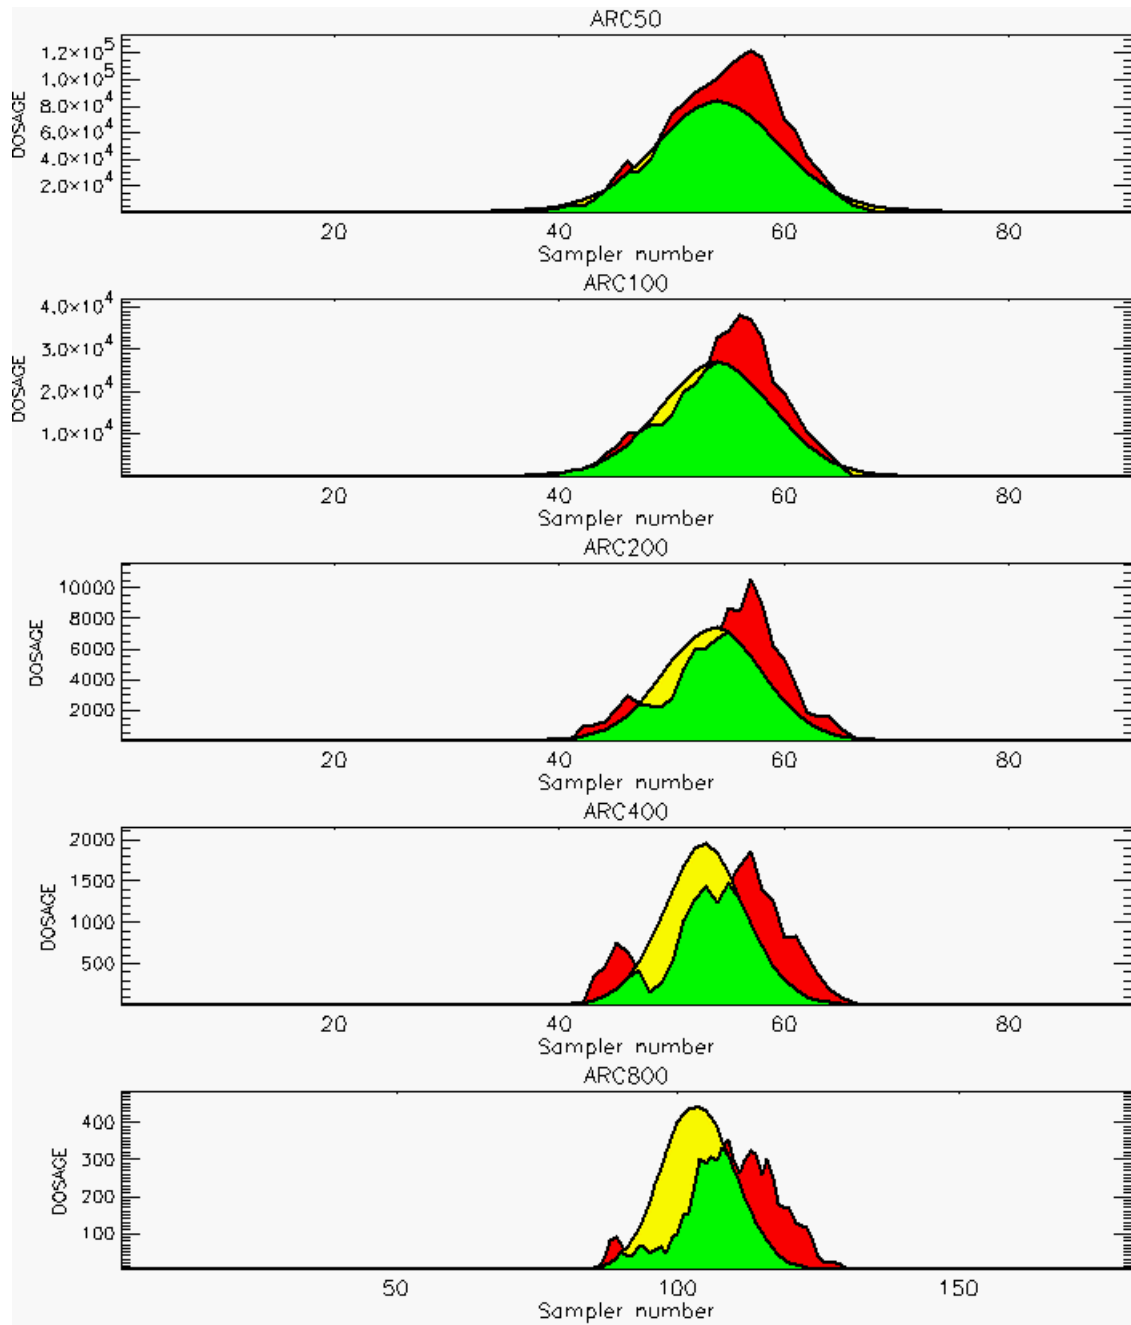 ARC50
1.2×10^5
1.0×10^5
8.0×10^4
6.0×10^4
4.0×10^4
2.0×10^4
DOSAGE
20 40 60 80
Sampler number
ARC100
4.0×10^4
3.0×10^4
2.0×10^4
1.0×10^4
DOSAGE
20 40 60 80
Sampler number
ARC200
10000
8000
6000
4000
2000
DOSAGE
20 40 60 80
Sampler number
ARC400
2000
1500
1000
500
DOSAGE
20 40 60 80
Sampler number
ARC800
400
300
200
100
DOSAGE
50 100 150
Sampler number